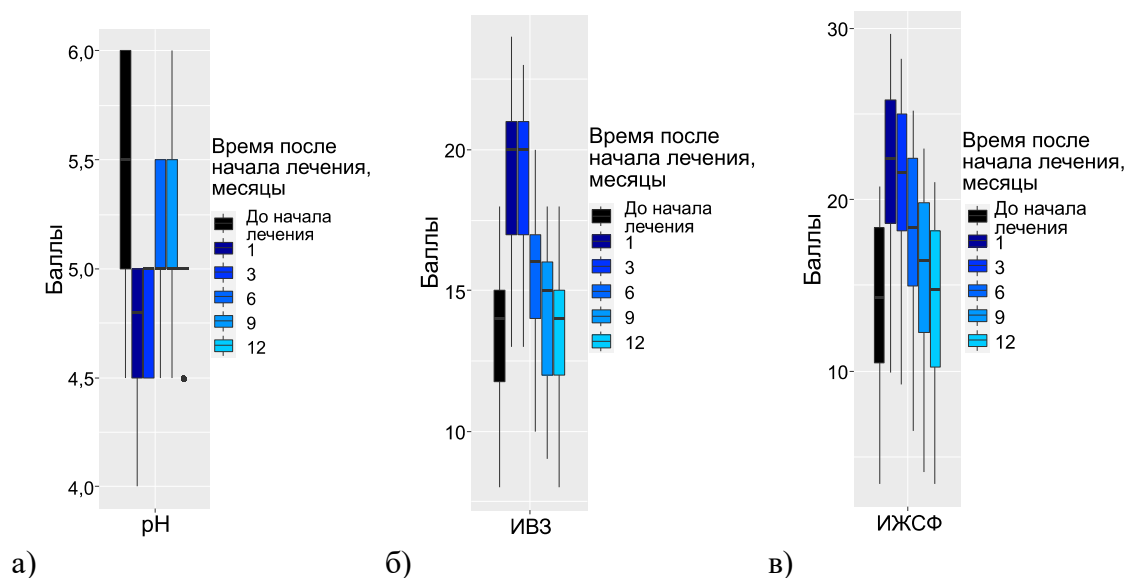 6,0
5,5
5,0
4,5
4,0
Баллы
pH
Время после
начала лечения,
месяцы
До начала
лечения
1
3
6
9
12
а)
20
15
10
Баллы
ИВЗ
Время после
начала лечения,
месяцы
До начала
лечения
1
3
6
9
12
б)
30
20
10
Баллы
ИЖСФ
Время после
начала лечения,
месяцы
До начала
лечения
1
3
6
9
12
в)